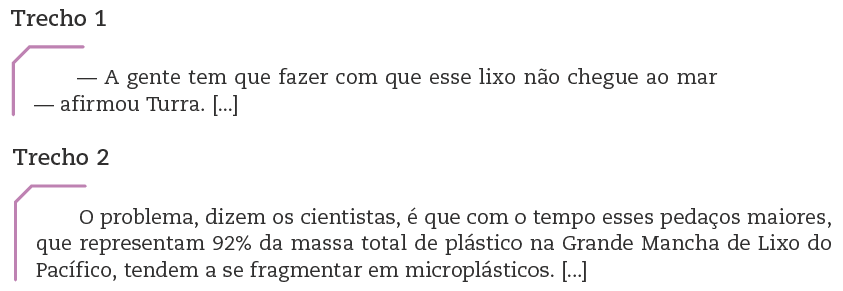 Trecho 1
— A gente tem que fazer com que esse lixo não chegue ao mar
— afirmou Turra. [...]
Trecho 2
O problema, dizem os cientistas, é que com o tempo esses pedaços maiores,
que representam 92% da massa total de plástico na Grande Mancha de Lixo do
Pacífico, tendem a se fragmentar em microplásticos. [...]